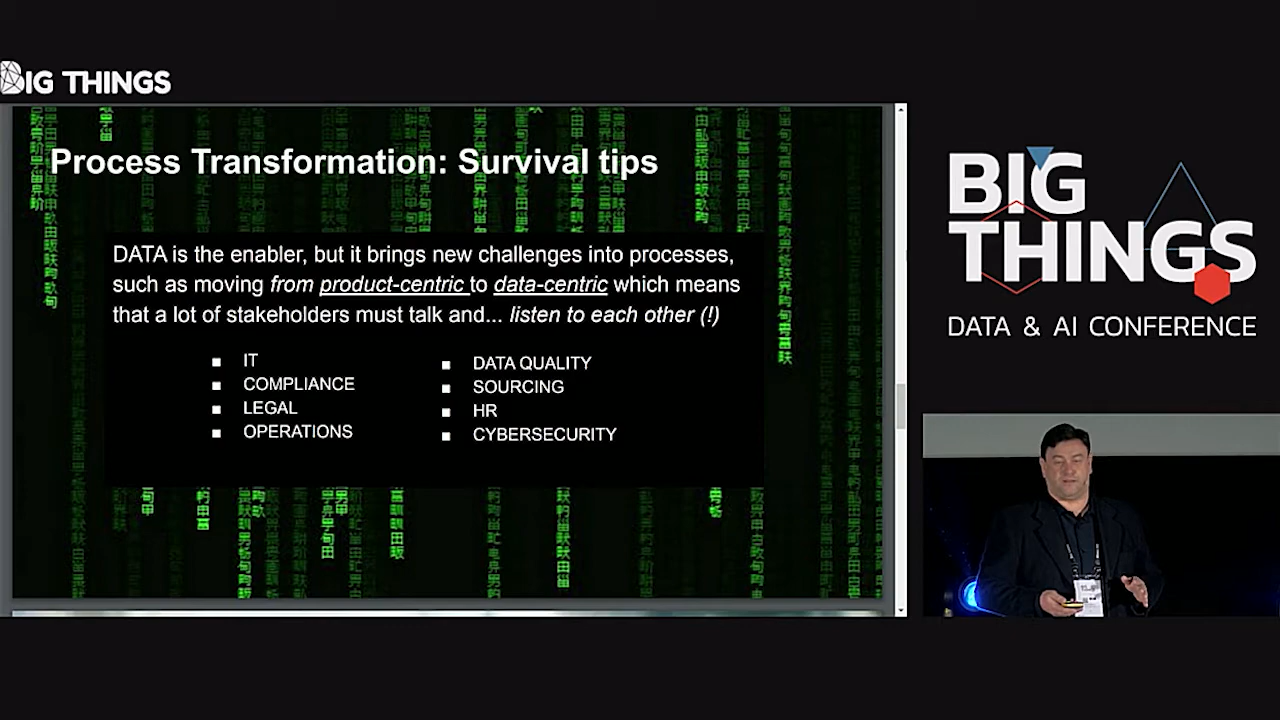 BIG THINGS
Process Transformation: Survival tips
DATA is the enabler, but it brings new challenges into processes,
such as moving from product-centric to data-centric which means
that a lot of stakeholders must talk and... listen to each other (!)
■ IT
■ COMPLIANCE
■ LEGAL
■ OPERATIONS
■ DATA QUALITY
■ SOURCING
■ HR
■ CYBERSECURITY
BIG
THINGS
DATA & AI CONFERENCE